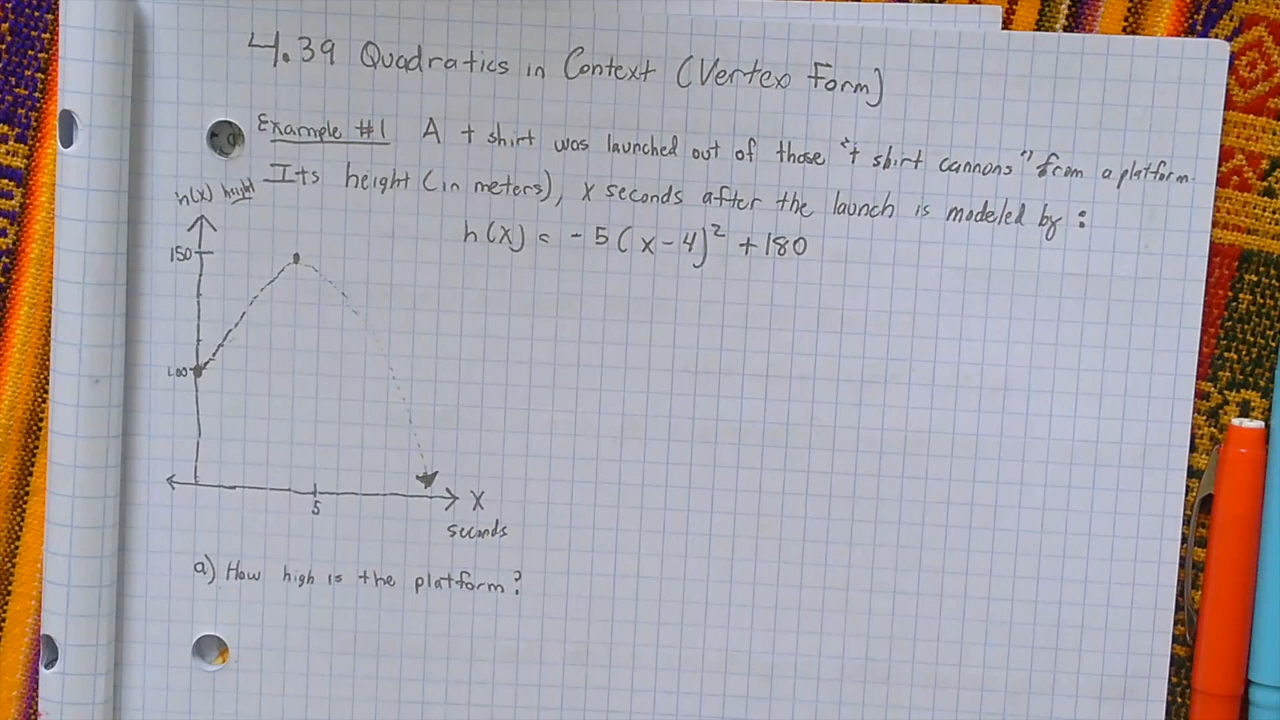 4.39 Quadratics in Context (Vertex Form)
Example #1 A t shirt was launched out of those "t shirt cannons" from a platform.
Its height (in meters), x seconds after the launch is modeled by:
h(x) = -5(x-4)² +180
h(x) height
150
100
5
X
seconds
a) How high is the platform?